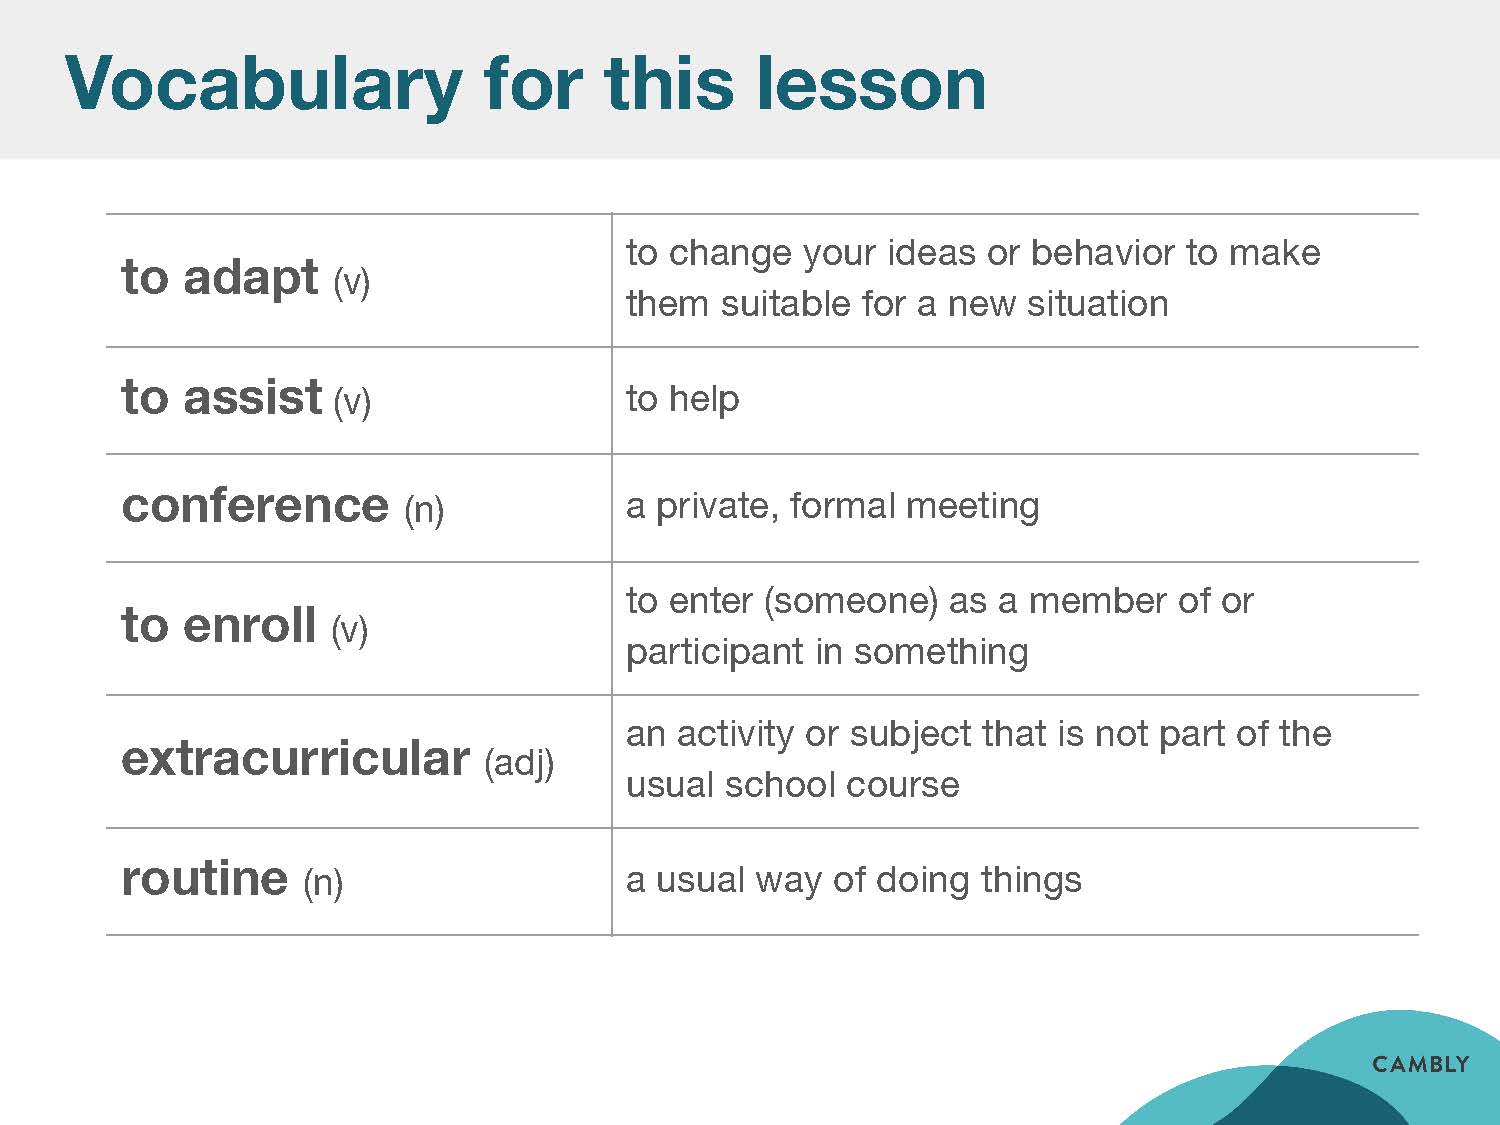 Vocabulary for this lesson
to adapt (v)
to change your ideas or behavior to make
them suitable for a new situation
to assist (v)
to help
conference (n)
a private, formal meeting
to enroll (v)
to enter (someone) as a member of or
participant in something
extracurricular (adj)
an activity or subject that is not part of the
usual school course
routine (n)
a usual way of doing things
CAMBLY